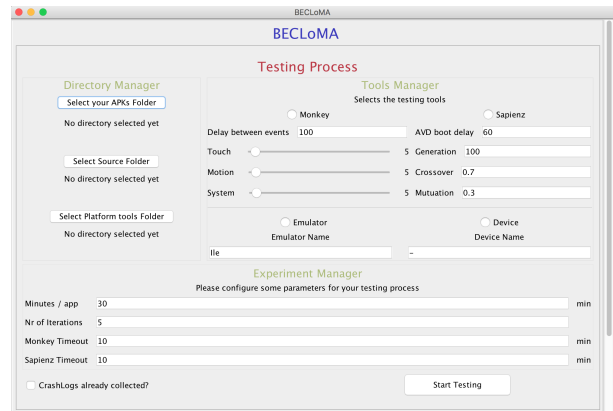 BECLoMA
BECLoMA
Testing Process
Directory Manager
Select your APKs Folder
No directory selected yet
Select Source Folder
No directory selected yet
Select Platform tools Folder
No directory selected yet
Tools Manager
Selects the testing tools
Monkey
Sapienz
Delay between events 100
AVD boot delay 60
Touch 5
Generation 100
Motion 5
Crossover 0.7
System 5
Mutuation 0.3
Emulator
Device
Emulator Name
Device Name
Ile
-
Experiment Manager
Please configure some parameters for your testing process
Minutes / app 30 min
Nr of Iterations 5
Monkey Timeout 10 min
Sapienz Timeout 10 min
CrashLogs already collected?
Start Testing